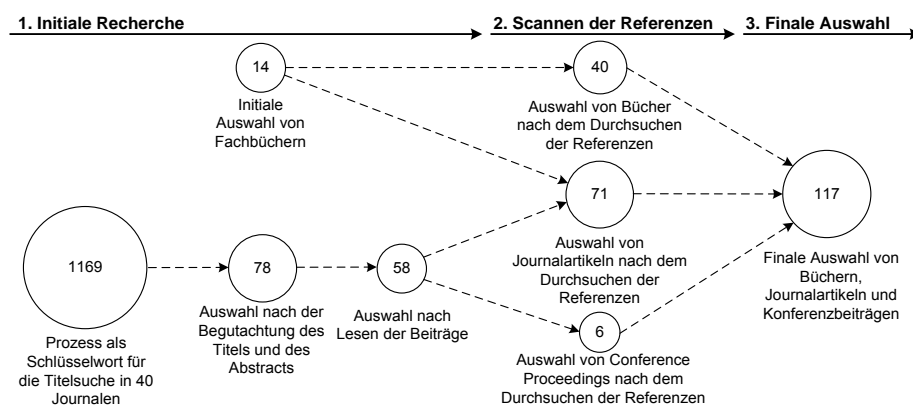 1. Initiale Recherche
2. Scannen der Referenzen
3. Finale Auswahl
14
Initiale
Auswahl von
Fachbüchern
40
Auswahl von Bücher
nach dem Durchsuchen
der Referenzen
1169
Prozess als
Schlüsselwort für
die Titelsuche in 40
Journalen
78
Auswahl nach der
Begutachtung des
Titels und des
Abstracts
58
Auswahl nach
Lesen der Beiträge
71
Auswahl von
Journalartikeln nach dem
Durchsuchen der
Referenzen
6
Auswahl von Conference
Proceedings nach dem
Durchsuchen der Referenzen
117
Finale Auswahl von
Büchern,
Journalartikeln und
Konferenzbeiträgen